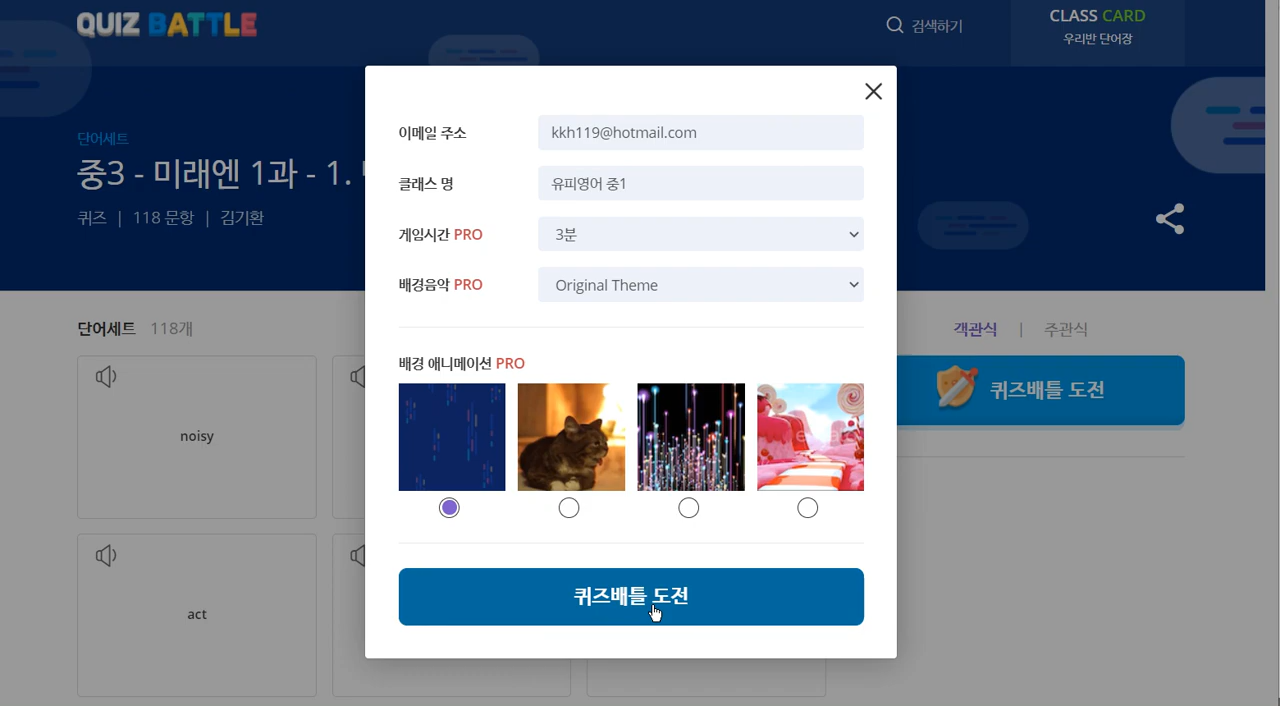 QUIZ BATTLE
검색하기
CLASS CARD
우리반 단어장
단어세트
중3 - 미래엔 1과 - 1.
퀴즈 | 118 문항 | 김기환
이메일 주소
kkh119@hotmail.com
클래스 명
유피영어 중1
게임시간 PRO
3분
배경음악 PRO
Original Theme
배경 애니메이션 PRO
퀴즈배틀 도전
단어세트 118개
noisy
act
객관식 | 주관식
퀴즈배틀 도전